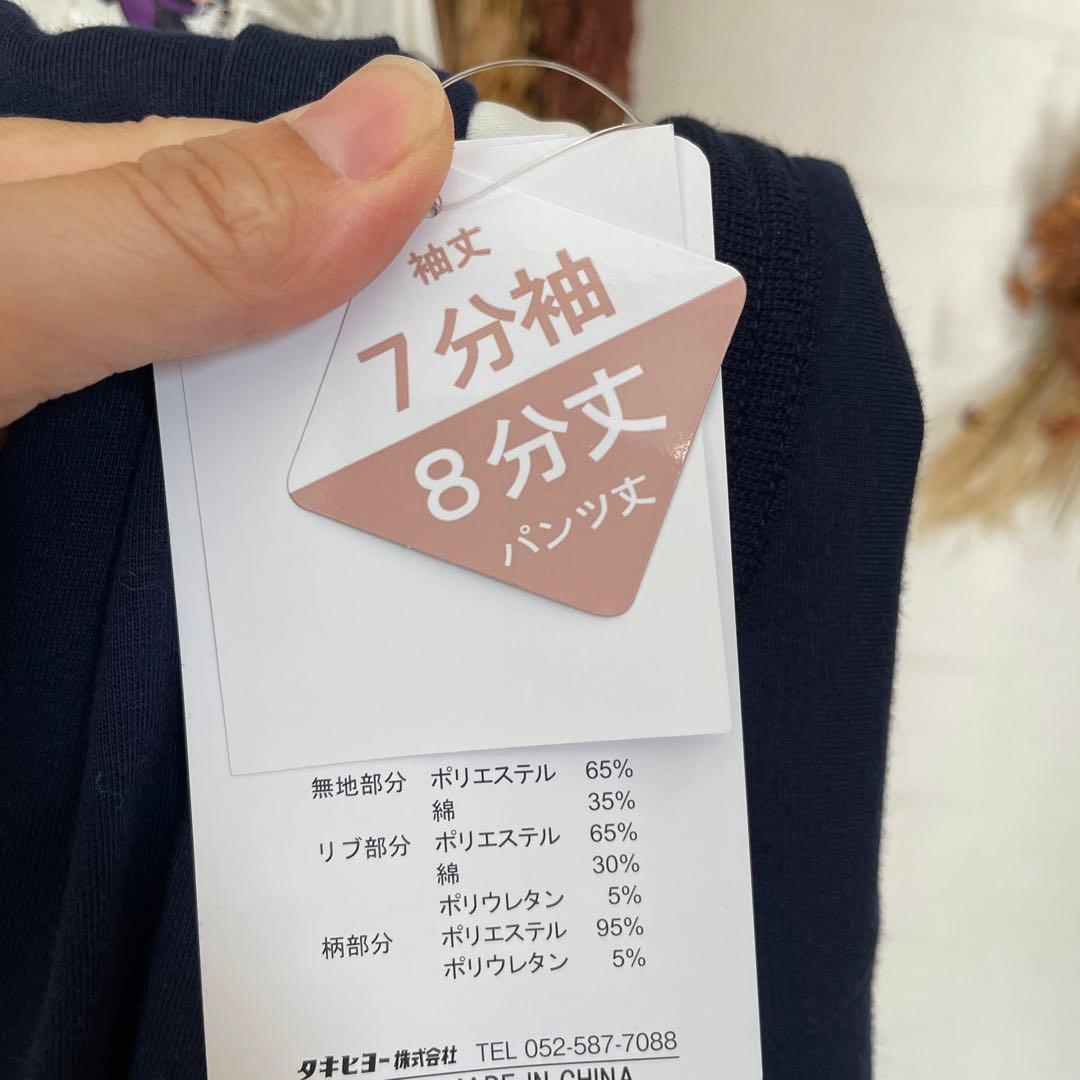 袖丈
7分袖
8分丈
パンツ丈
無地部分 ポリエステル 65%
綿 35%
リブ部分 ポリエステル 65%
綿 30%
ポリウレタン 5%
柄部分 ポリエステル 95%
ポリウレタン 5%
タキヒヨー株式会社 TEL 052-587-7088
MADE IN CHINA